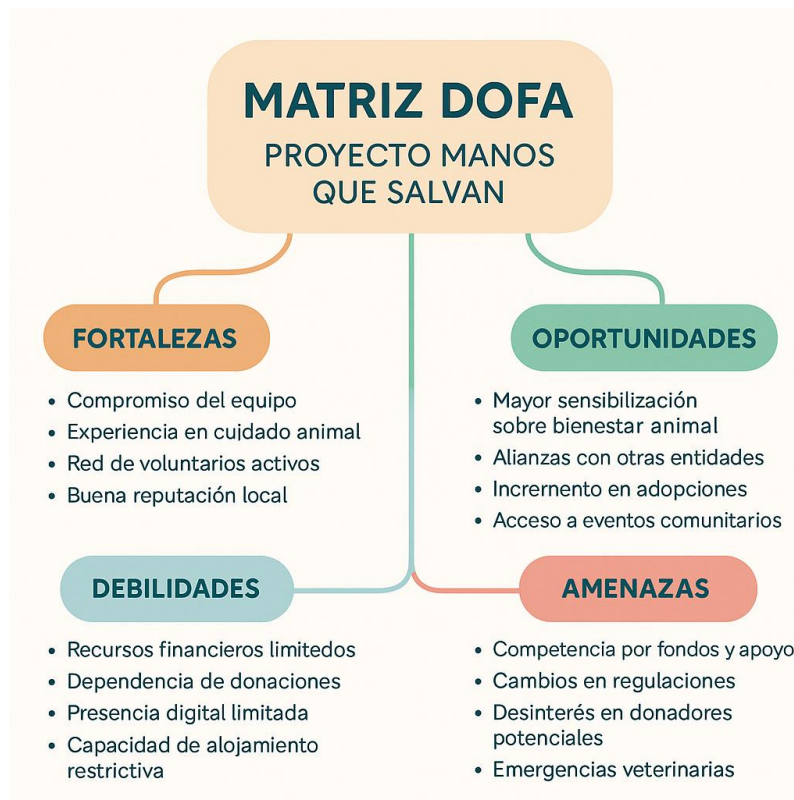 MATRIZ DOFA
PROYECTO MANOS
QUE SALVAN
FORTALEZAS
• Compromiso del equipo
• Experiencia en cujdado animal
• Red de voluntarios activos
• Buena reputación local
OPORTUNIDADES
• Mayor sensibilización
sobre bienestar animal
• Alianzas con otras entidades
• Incrernento en adopciones
• Acceso a eventos comunitarios
DEBILIDADES
• Recursos financieros limitedos
• Dependencia de donaciones
• Presencia digital limitada
• Capacidad de alojamiento
restrictiva
AMENAZAS
• Competencia por fondos y apoyo
• Cambios en regulaciones
• Desinterés en donadores
potenciales
• Emergencias veterinarias